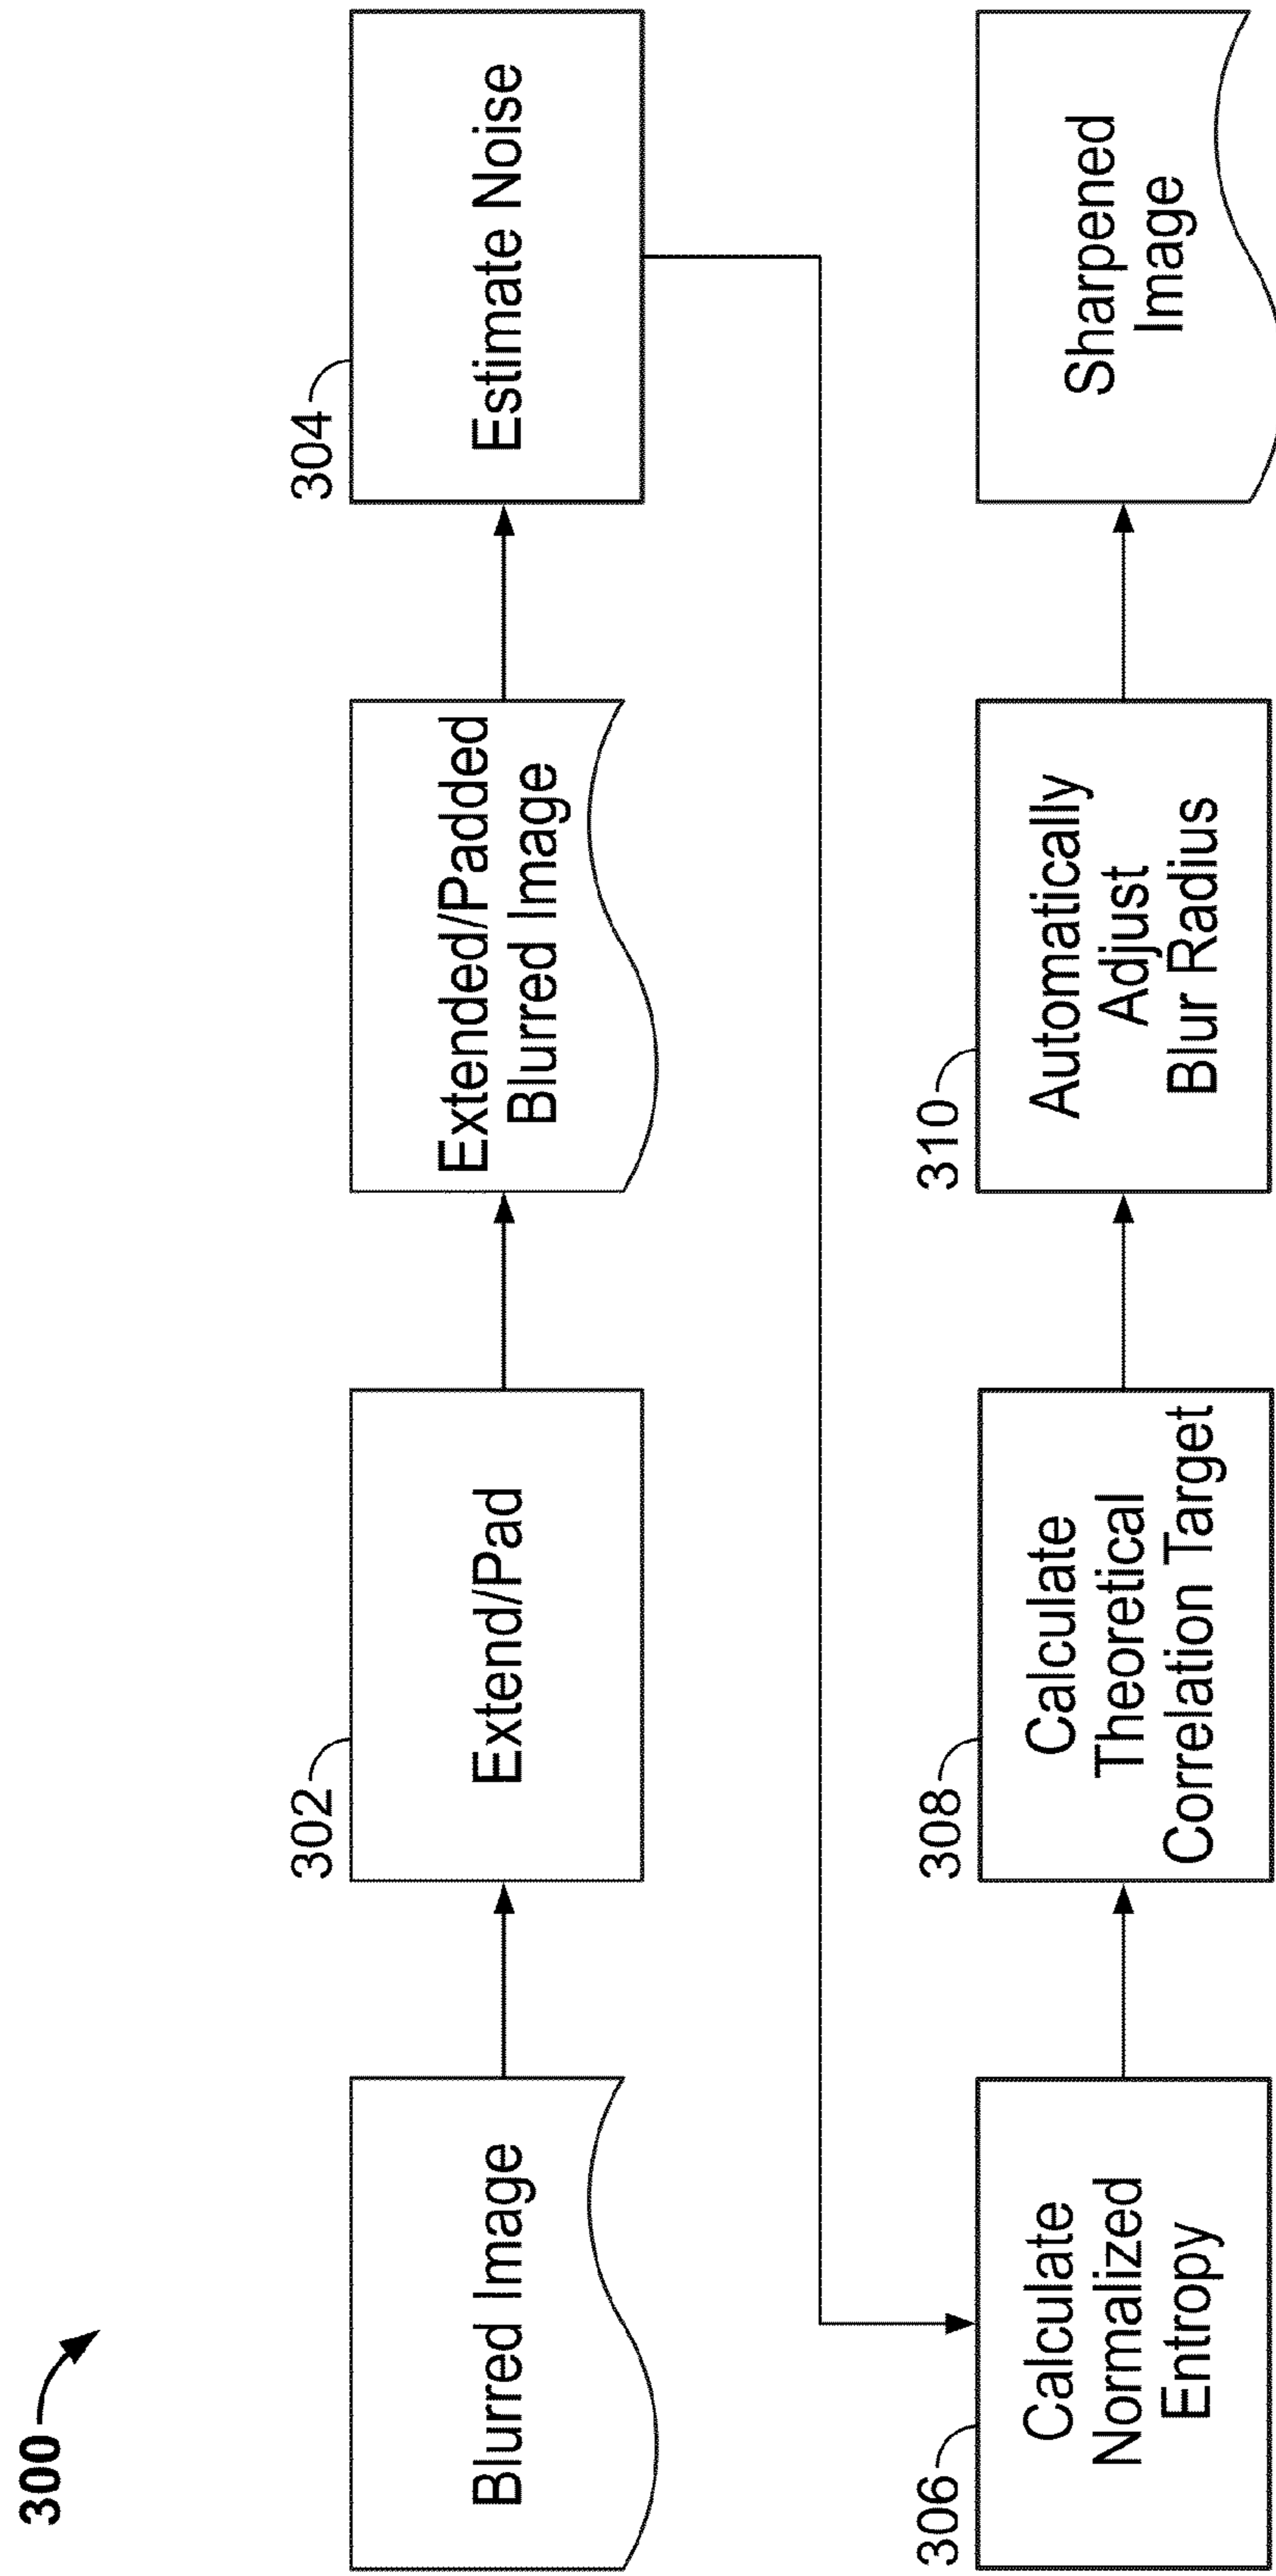 300
Blurred Image
302
Extend/Pad
Extended/Padded
Blurred Image
304
Estimate Noise
306
Calculate
Normalized
Entropy
308
Calculate
Theoretical
Correlation Target
310
Automatically
Adjust
Blur Radius
Sharpened
Image